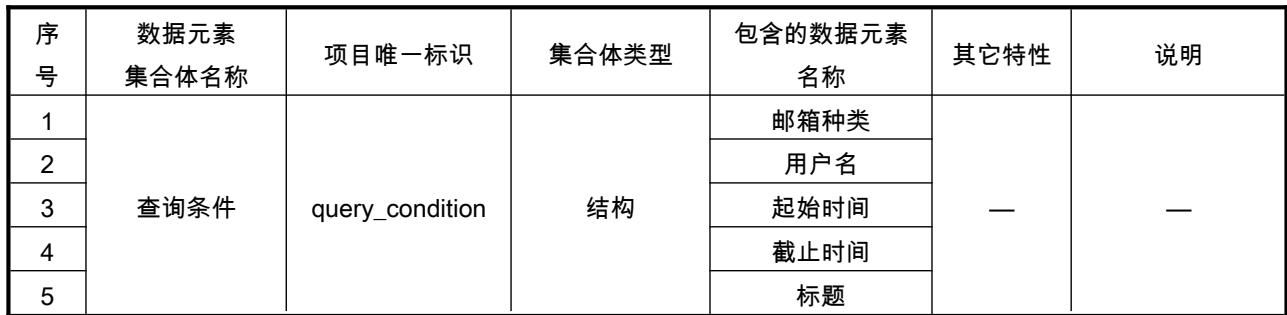 序号 数据元素集合体名称 项目唯一标识 集合体类型 包含的数据元素名称 其它特性 说明
1 邮箱种类
2 用户名
3 查询条件 query_condition 结构 起始时间 — —
4 截止时间
5 标题